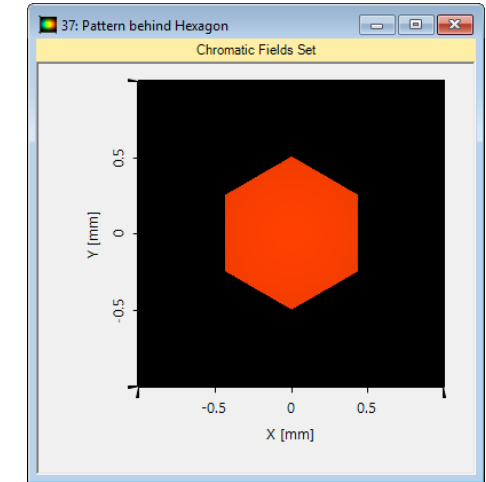 37: Pattern behind Hexagon
Chromatic Fields Set
0.5
0
-0.5
Y [mm]
-0.5 0 0.5
X [mm]